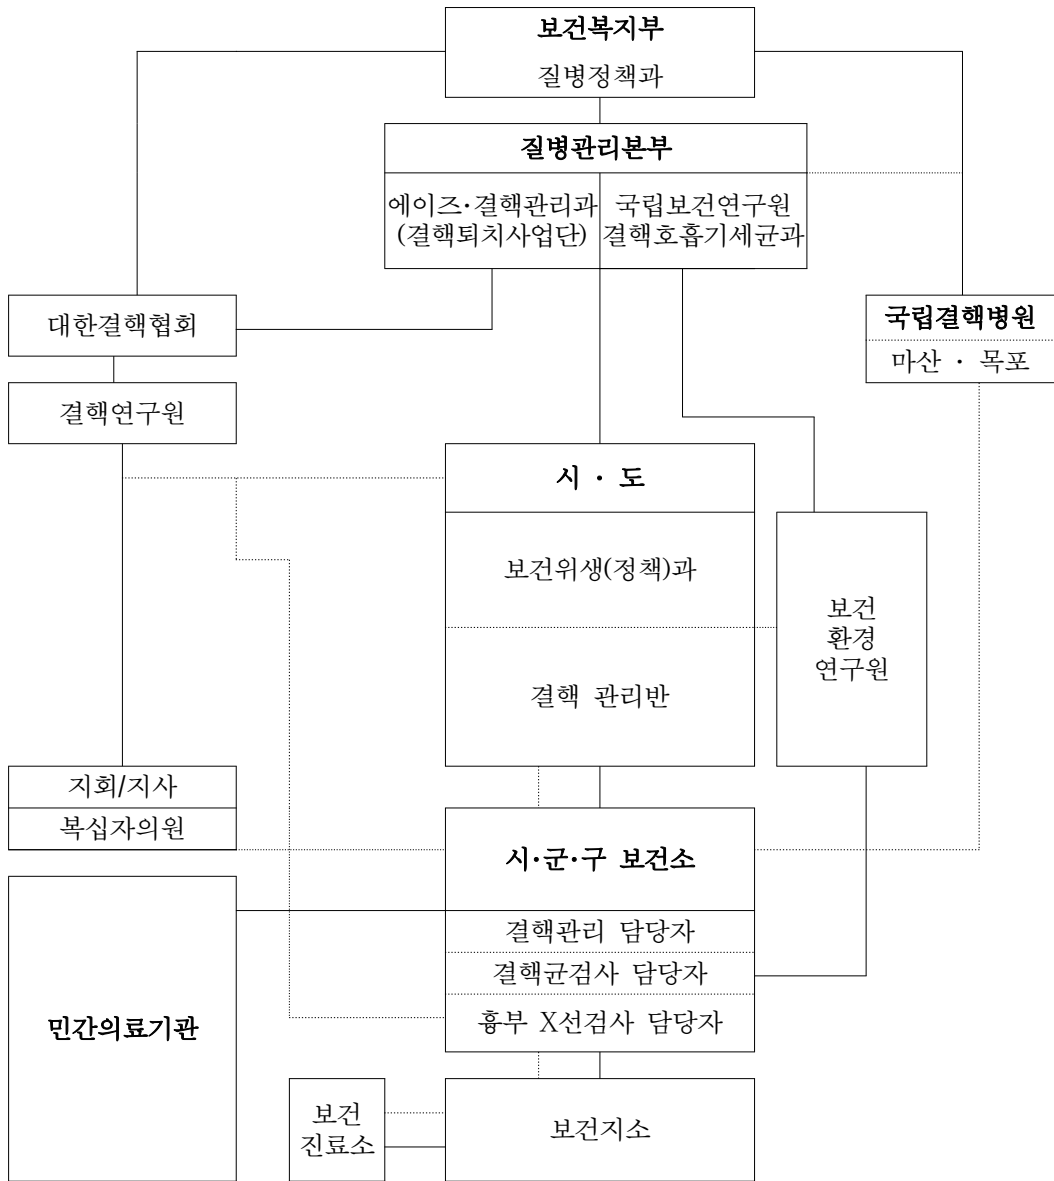 보건복지부
질병정책과
질병관리본부
에이즈·결핵관리과
(결핵퇴치사업단)
국립보건연구원
결핵호흡기세균과
대한결핵협회
결핵연구원
국립결핵병원
마산 · 목포
시 · 도
보건위생(정책)과
결핵 관리반
보건
환경
연구원
지회/지사
복십자의원
시·군·구 보건소
결핵관리 담당자
결핵균검사 담당자
흉부 X선검사 담당자
민간의료기관
보건
진료소
보건지소